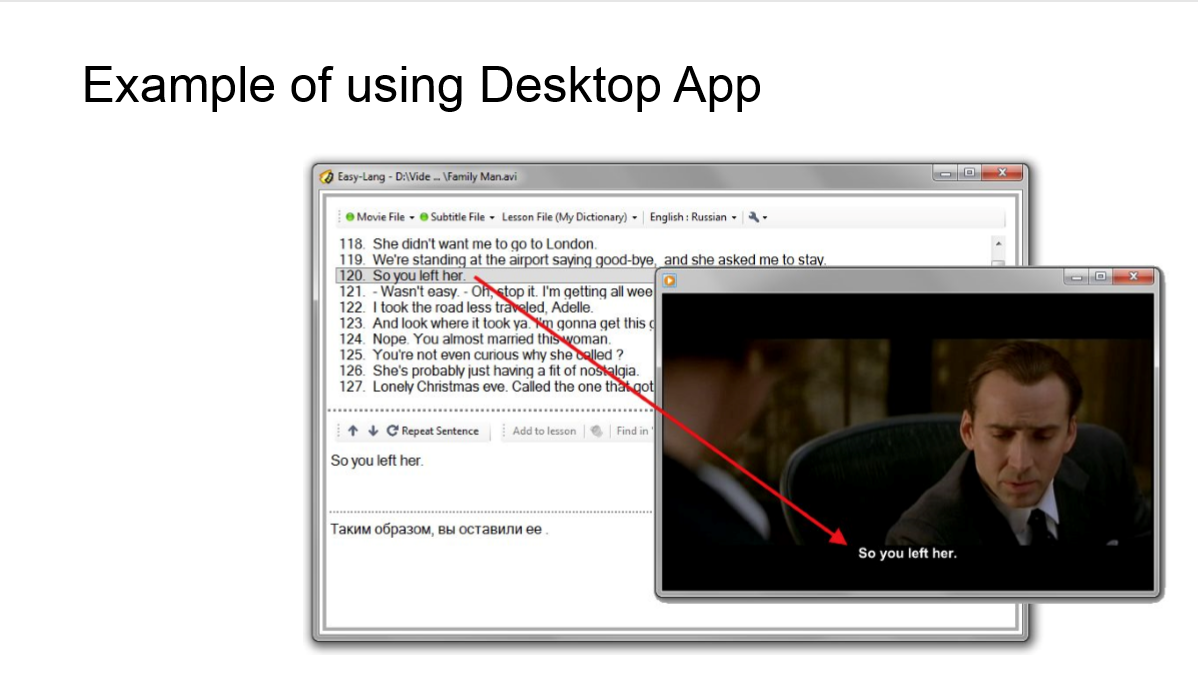 Example of using Desktop App
Easy-Lang - D:\Vide ... \Family Man.avi
Movie File Subtitle File Lesson File (My Dictionary) English : Russian
118. She didn't want me to go to London.
119. We're standing at the airport saying good-bye, and she asked me to stay.
120. So you left her.
121. - Wasn't easy. - Oh, stop it. I'm getting all wee
122. I took the road less traveled, Adelle.
123. And look where it took ya. I'm gonna get this g
124. Nope. You almost married this woman.
125. You're not even curious why she called ?
126. She's probably just having a fit of nostalgia.
127. Lonely Christmas eve. Called the one that got
Repeat Sentence Add to lesson Find in '
So you left her.
Таким образом, вы оставили ее .
So you left her.